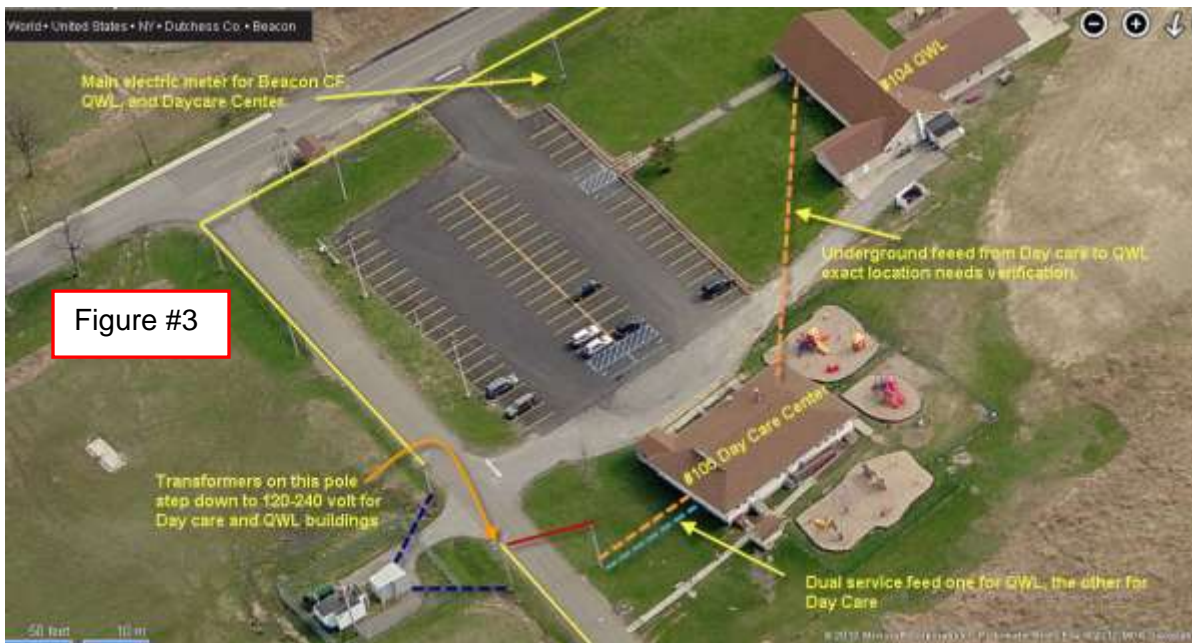 World • United States • NY • Dutchess Co. • Beacon
Main electric meter for Beacon CF,
QWL, and Daycare Center.
#104 QWL
Underground feeed from Day care to QWL
exact location needs verification.
Figure #3
#105 Day Care Center
Transformers on this pole
step down to 120-240 volt for
Day care and QWL buildings
Dual service feed one for QWL, the other for
Day Care
50 feet
10 m